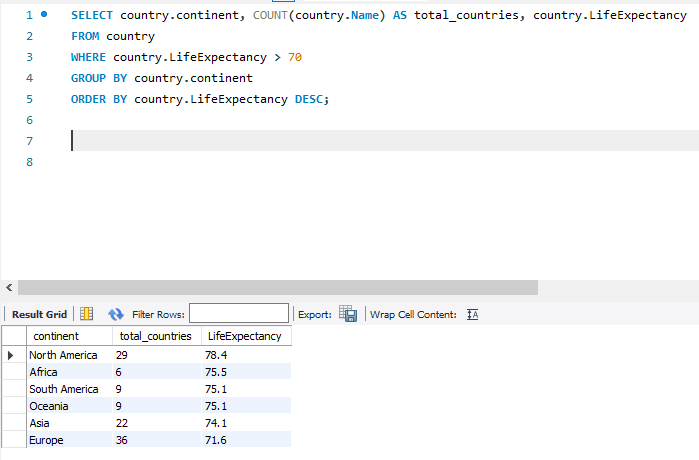 1 SELECT country.continent, COUNT(country.Name) AS total_countries, country.LifeExpectancy
2 FROM country
3 WHERE country.LifeExpectancy > 70
4 GROUP BY country.continent
5 ORDER BY country.LifeExpectancy DESC;
6
7
8
Result Grid Filter Rows: Export: Wrap Cell Content:
continent total_countries LifeExpectancy
North America 29 78.4
Africa 6 75.5
South America 9 75.1
Oceania 9 75.1
Asia 22 74.1
Europe 36 71.6